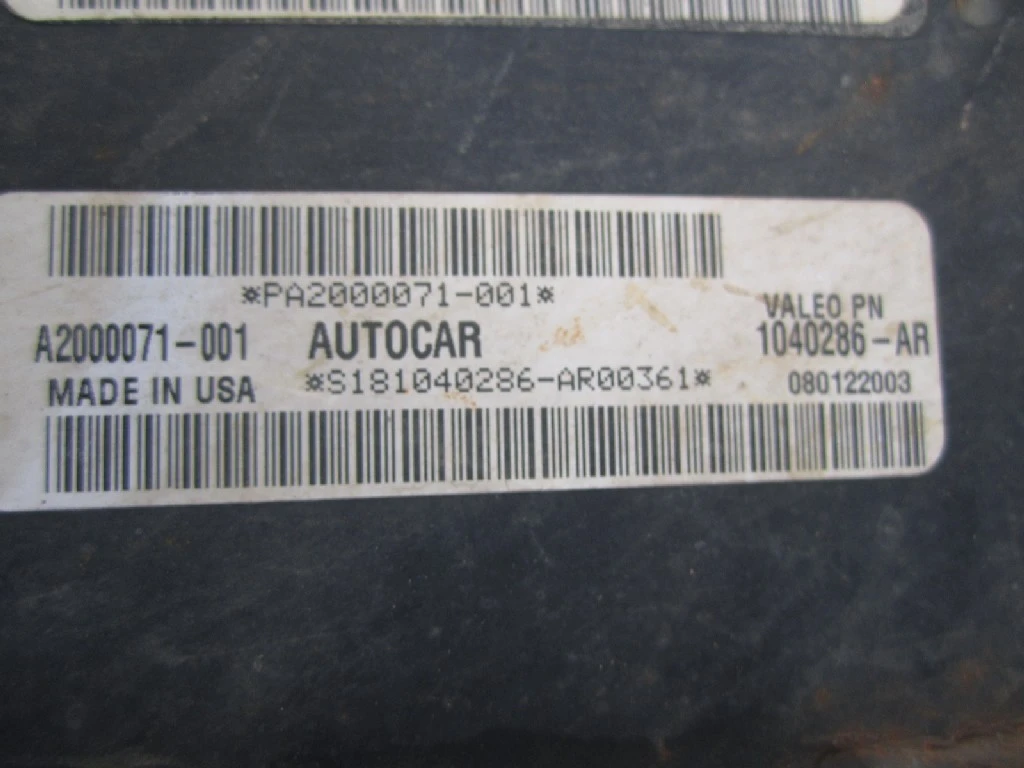 *PA2000071-001*
VALEO PN
A2000071-001 AUTOCAR 1040286-AR
MADE IN USA *S181040286-AR00361* 080122003